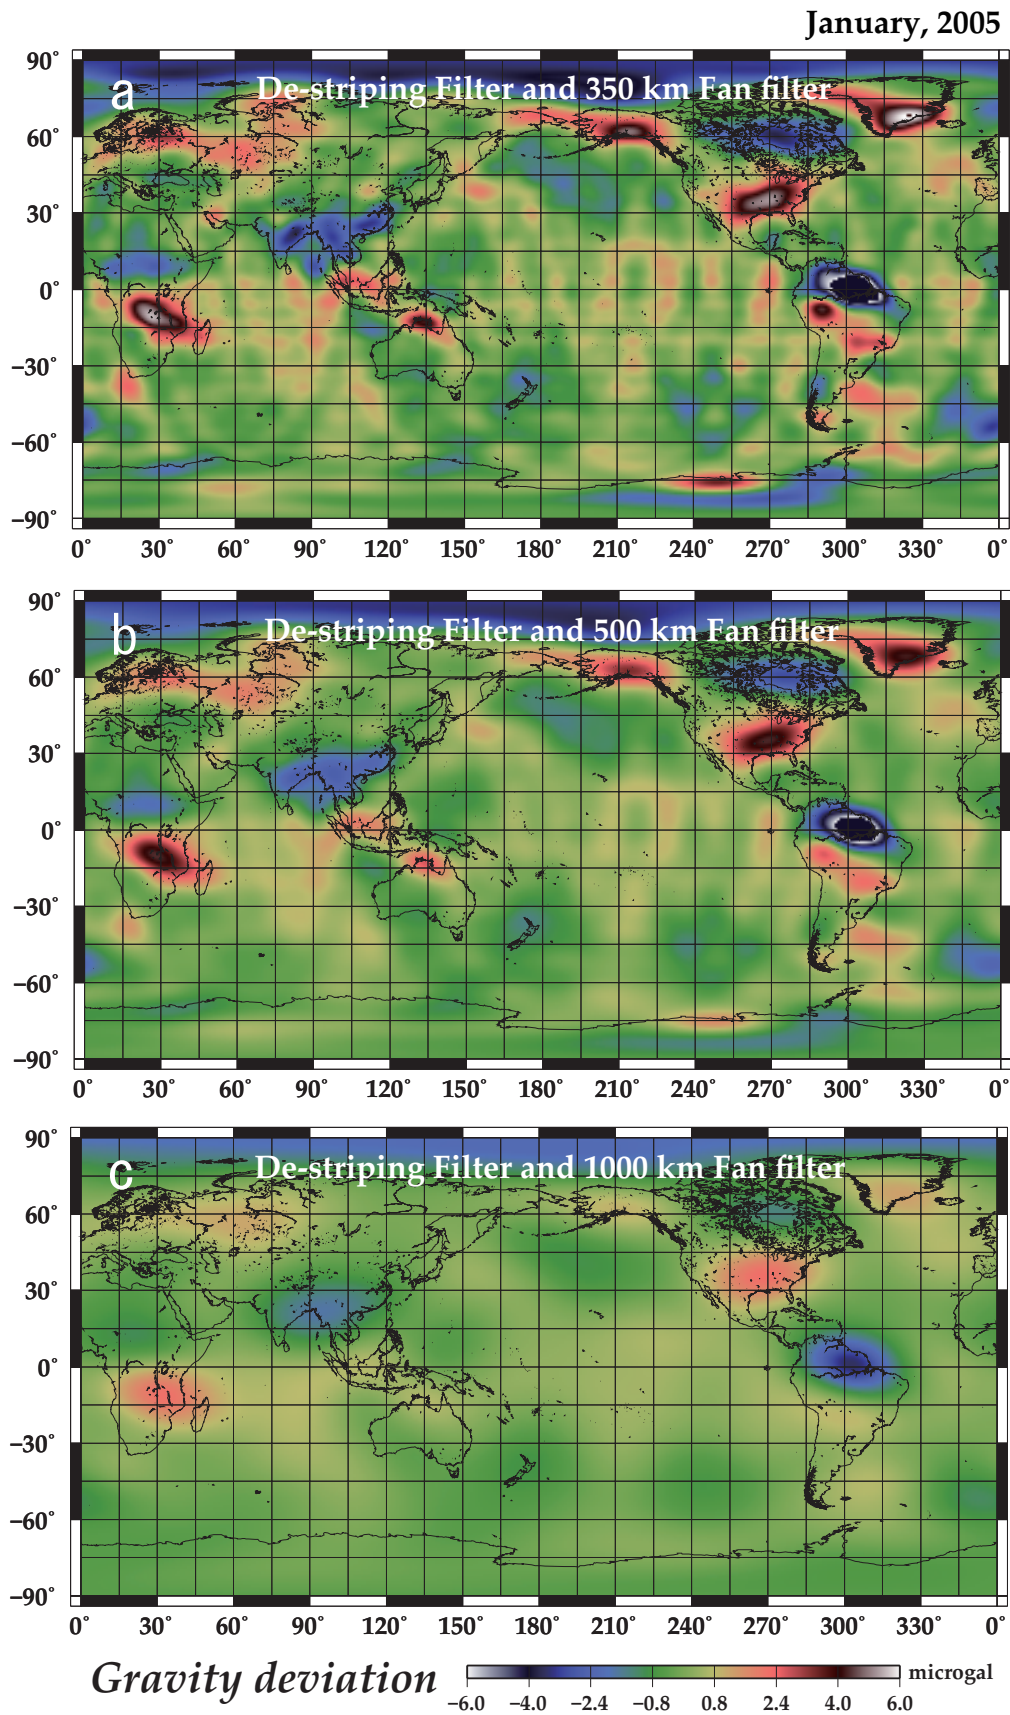 January, 2005
a
De-striping Filter and 350 km Fan filter
90°
60°
30°
0°
−30°
−60°
−90°
0° 30° 60° 90° 120° 150° 180° 210° 240° 270° 300° 330° 0°
b
De-striping Filter and 500 km Fan filter
90°
60°
30°
0°
−30°
−60°
−90°
0° 30° 60° 90° 120° 150° 180° 210° 240° 270° 300° 330° 0°
c
De-striping Filter and 1000 km Fan filter
90°
60°
30°
0°
−30°
−60°
−90°
0° 30° 60° 90° 120° 150° 180° 210° 240° 270° 300° 330° 0°
Gravity deviation
microgal
−6.0 −4.0 −2.4 −0.8 0.8 2.4 4.0 6.0